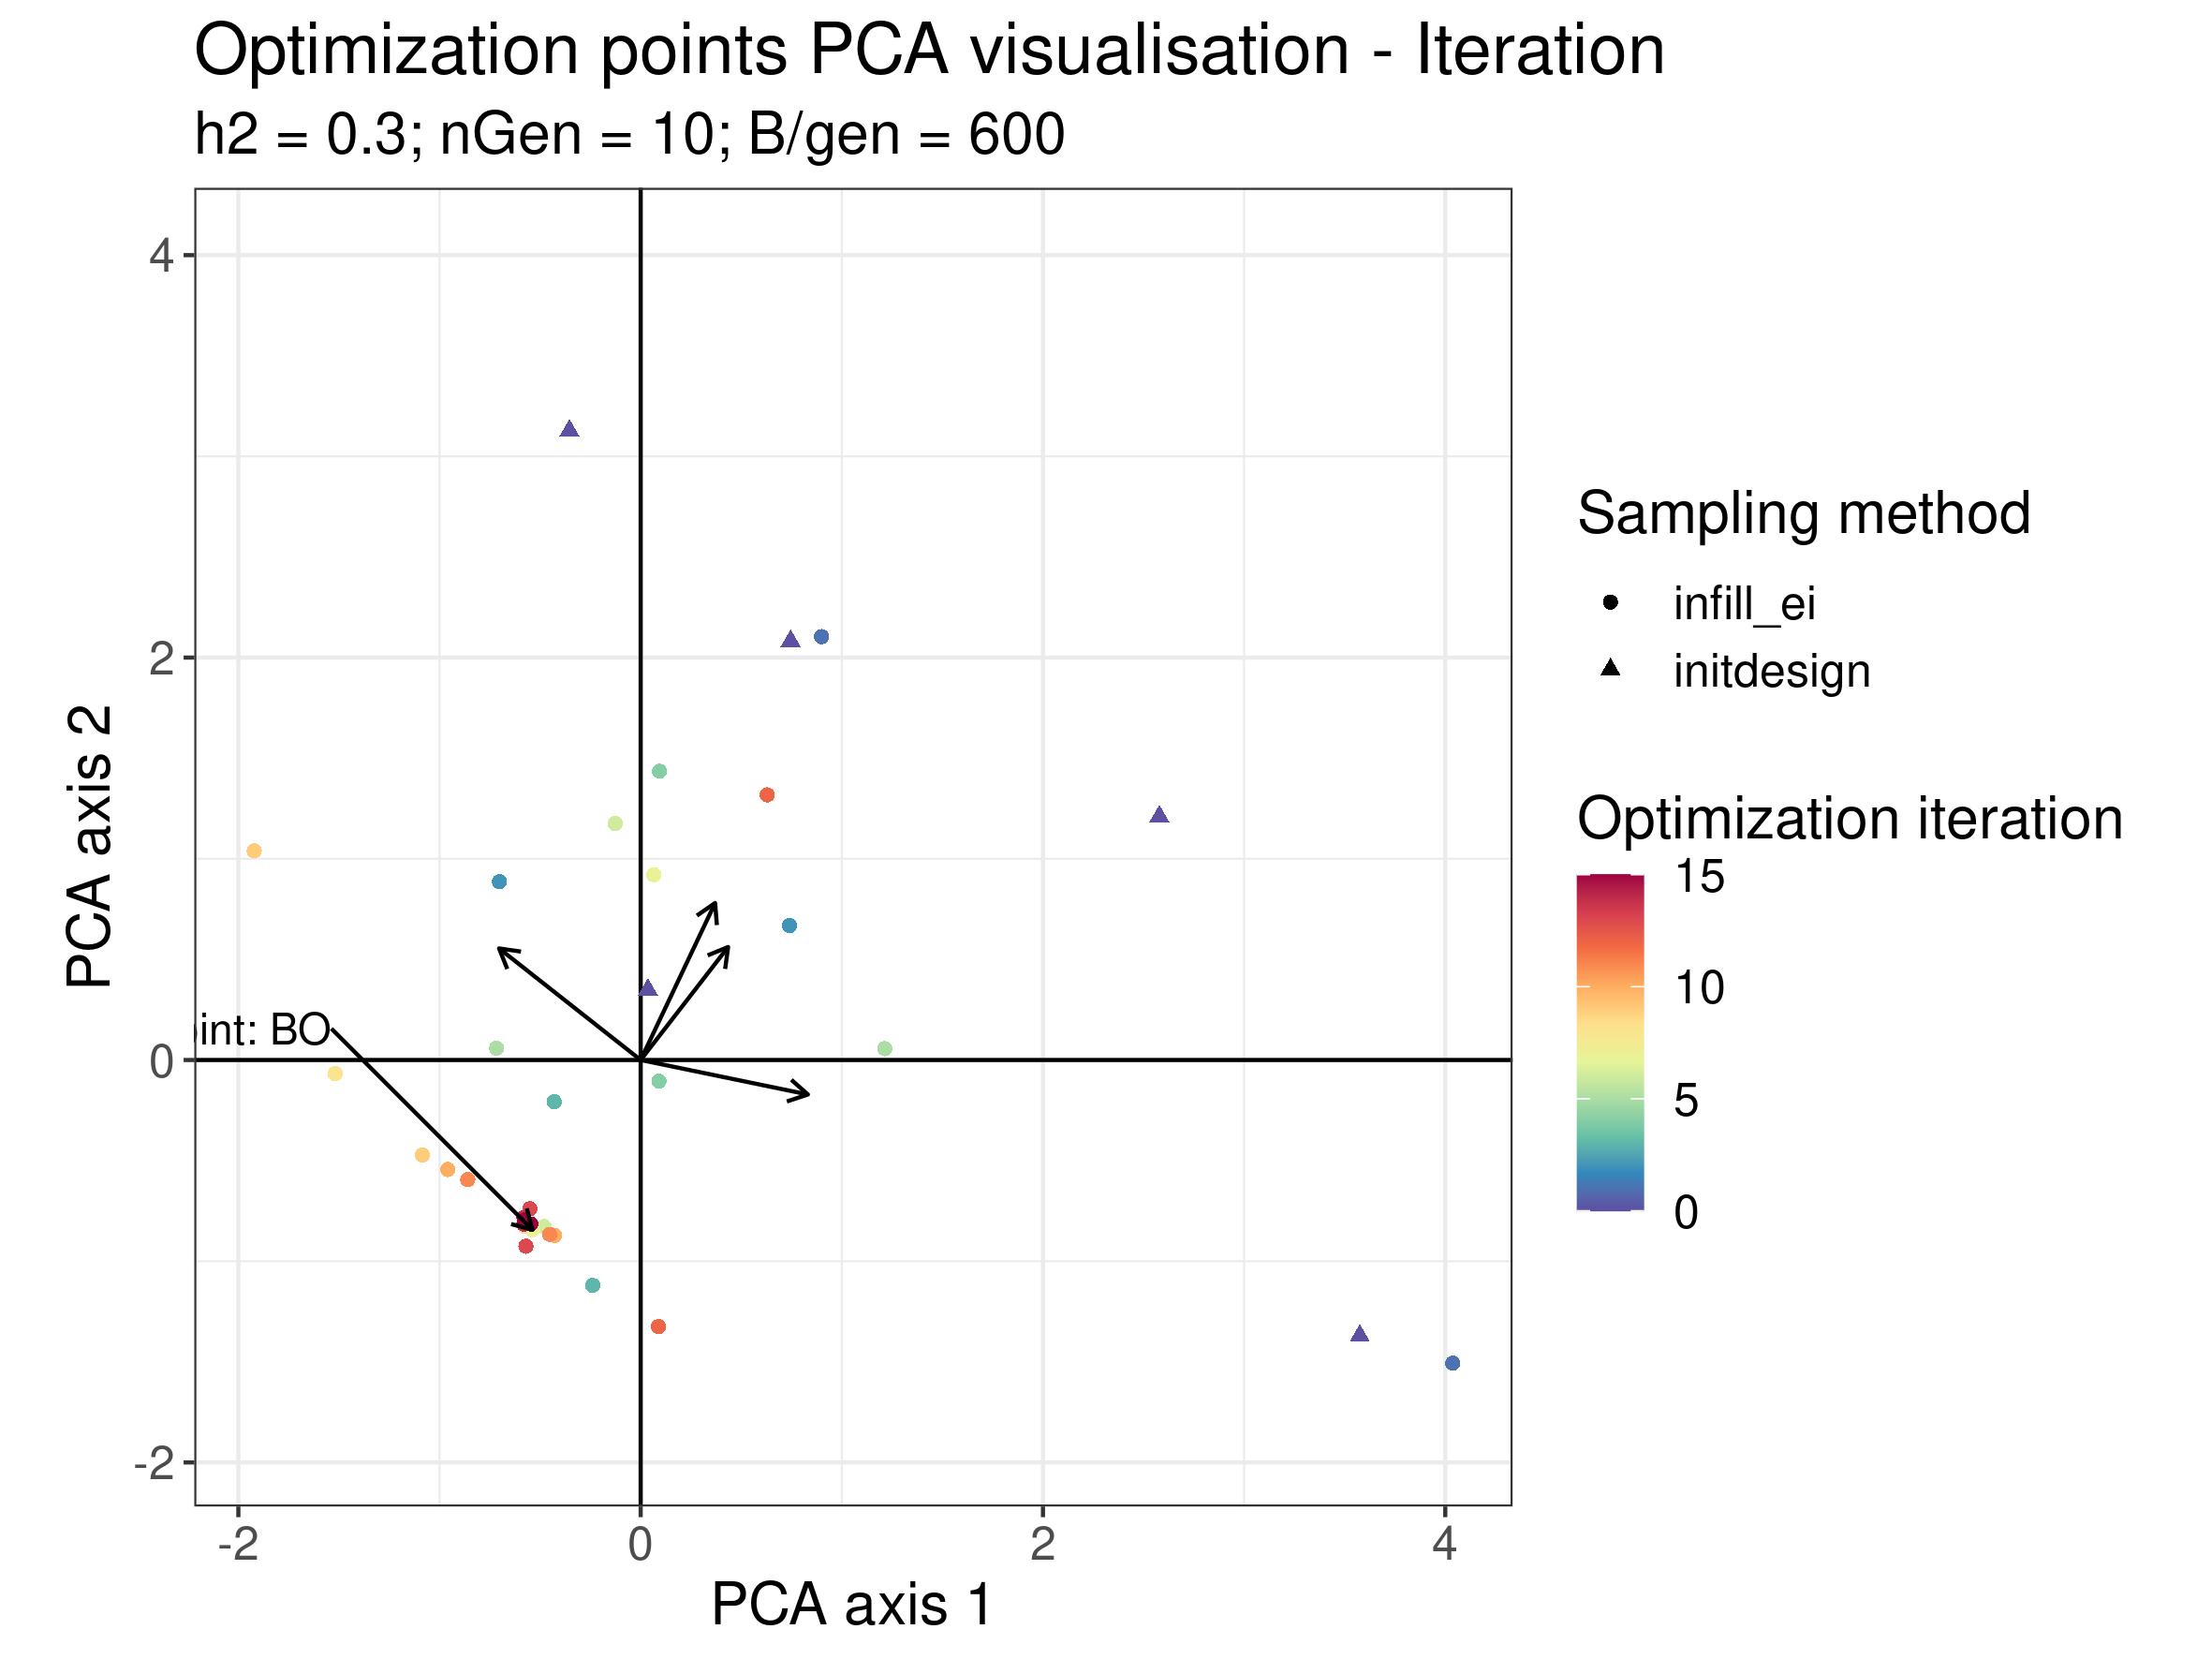 Optimization points PCA visualisation - Iteration
h2 = 0.3; nGen = 10; B/gen = 600
4
2
0
-2
PCA axis 2
int: BO
-2 0 2 4
PCA axis 1
Sampling method
infill_ei
initdesign
Optimization iteration
15
10
5
0